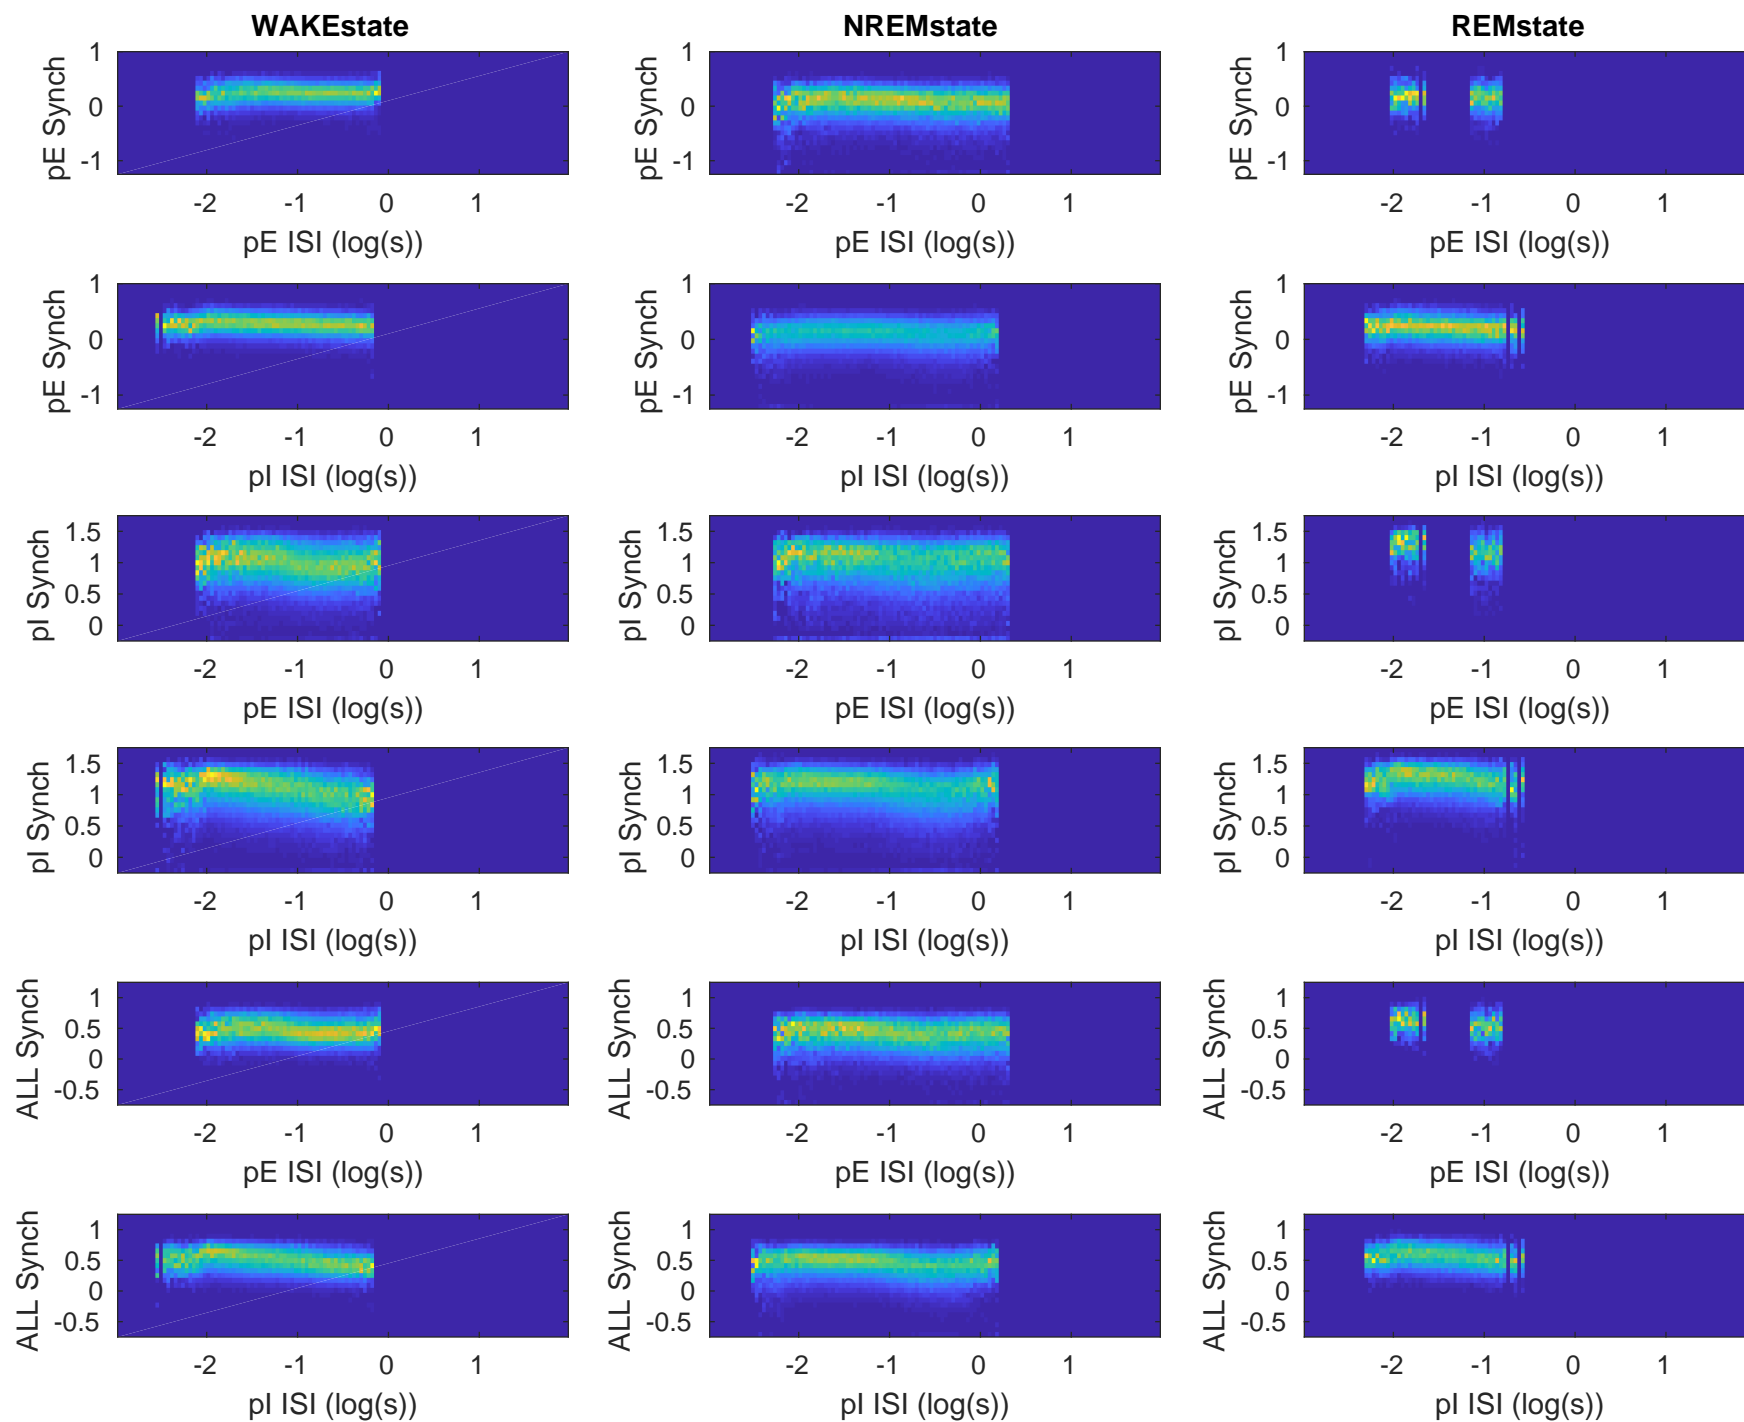 WAKEstate NREMstate REMstate
1 1 1
pE Synch 0 pE Synch 0 pE Synch 0
-1 -1 -1
-2 -1 0 1 -2 -1 0 1 -2 -1 0 1
pE ISI (log(s)) pE ISI (log(s)) pE ISI (log(s))
1 1 1
pE Synch 0 pE Synch 0 pE Synch 0
-1 -1 -1
-2 -1 0 1 -2 -1 0 1 -2 -1 0 1
pI ISI (log(s)) pI ISI (log(s)) pI ISI (log(s))
1.5 1.5 1.5
pI Synch 1 pI Synch 1 pI Synch 1
0.5 0.5 0.5
0 0 0
-2 -1 0 1 -2 -1 0 1 -2 -1 0 1
pE ISI (log(s)) pE ISI (log(s)) pE ISI (log(s))
1.5 1.5 1.5
pI Synch 1 pI Synch 1 pI Synch 1
0.5 0.5 0.5
0 0 0
-2 -1 0 1 -2 -1 0 1 -2 -1 0 1
pI ISI (log(s)) pI ISI (log(s)) pI ISI (log(s))
1 1 1
ALL Synch 0.5 ALL Synch 0.5 ALL Synch 0.5
0 0 0
-0.5 -0.5 -0.5
-2 -1 0 1 -2 -1 0 1 -2 -1 0 1
pE ISI (log(s)) pE ISI (log(s)) pE ISI (log(s))
1 1 1
ALL Synch 0.5 ALL Synch 0.5 ALL Synch 0.5
0 0 0
-0.5 -0.5 -0.5
-2 -1 0 1 -2 -1 0 1 -2 -1 0 1
pI ISI (log(s)) pI ISI (log(s)) pI ISI (log(s))